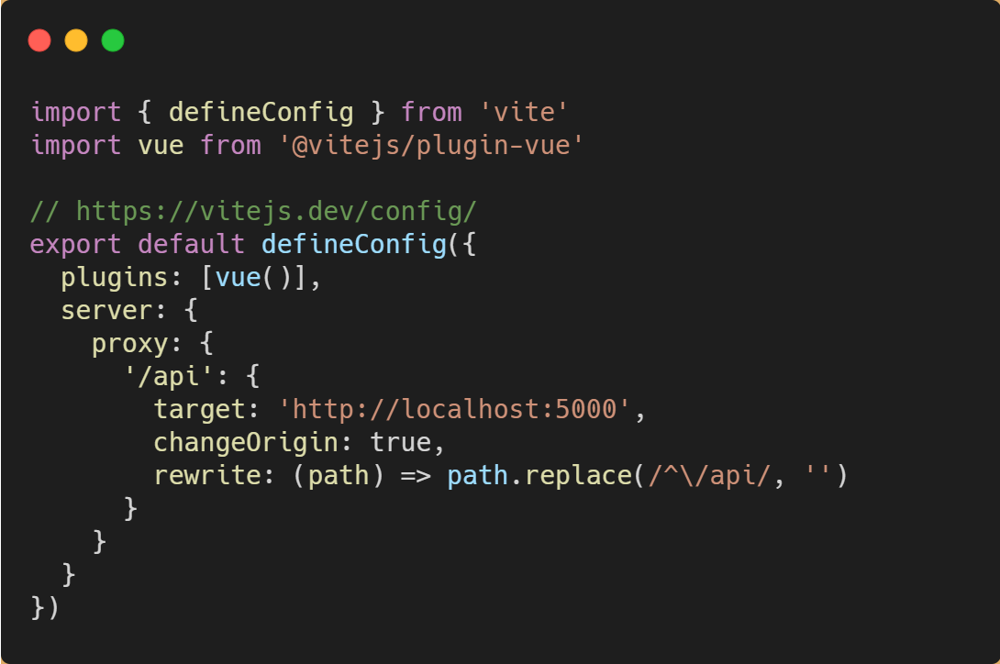 import { defineConfig } from 'vite'
import vue from '@vitejs/plugin-vue'

// https://vitejs.dev/config/
export default defineConfig({
  plugins: [vue()],
  server: {
    proxy: {
      '/api': {
        target: 'http://localhost:5000',
        changeOrigin: true,
        rewrite: (path) => path.replace(/^\/api/, '')
      }
    }
  }
})